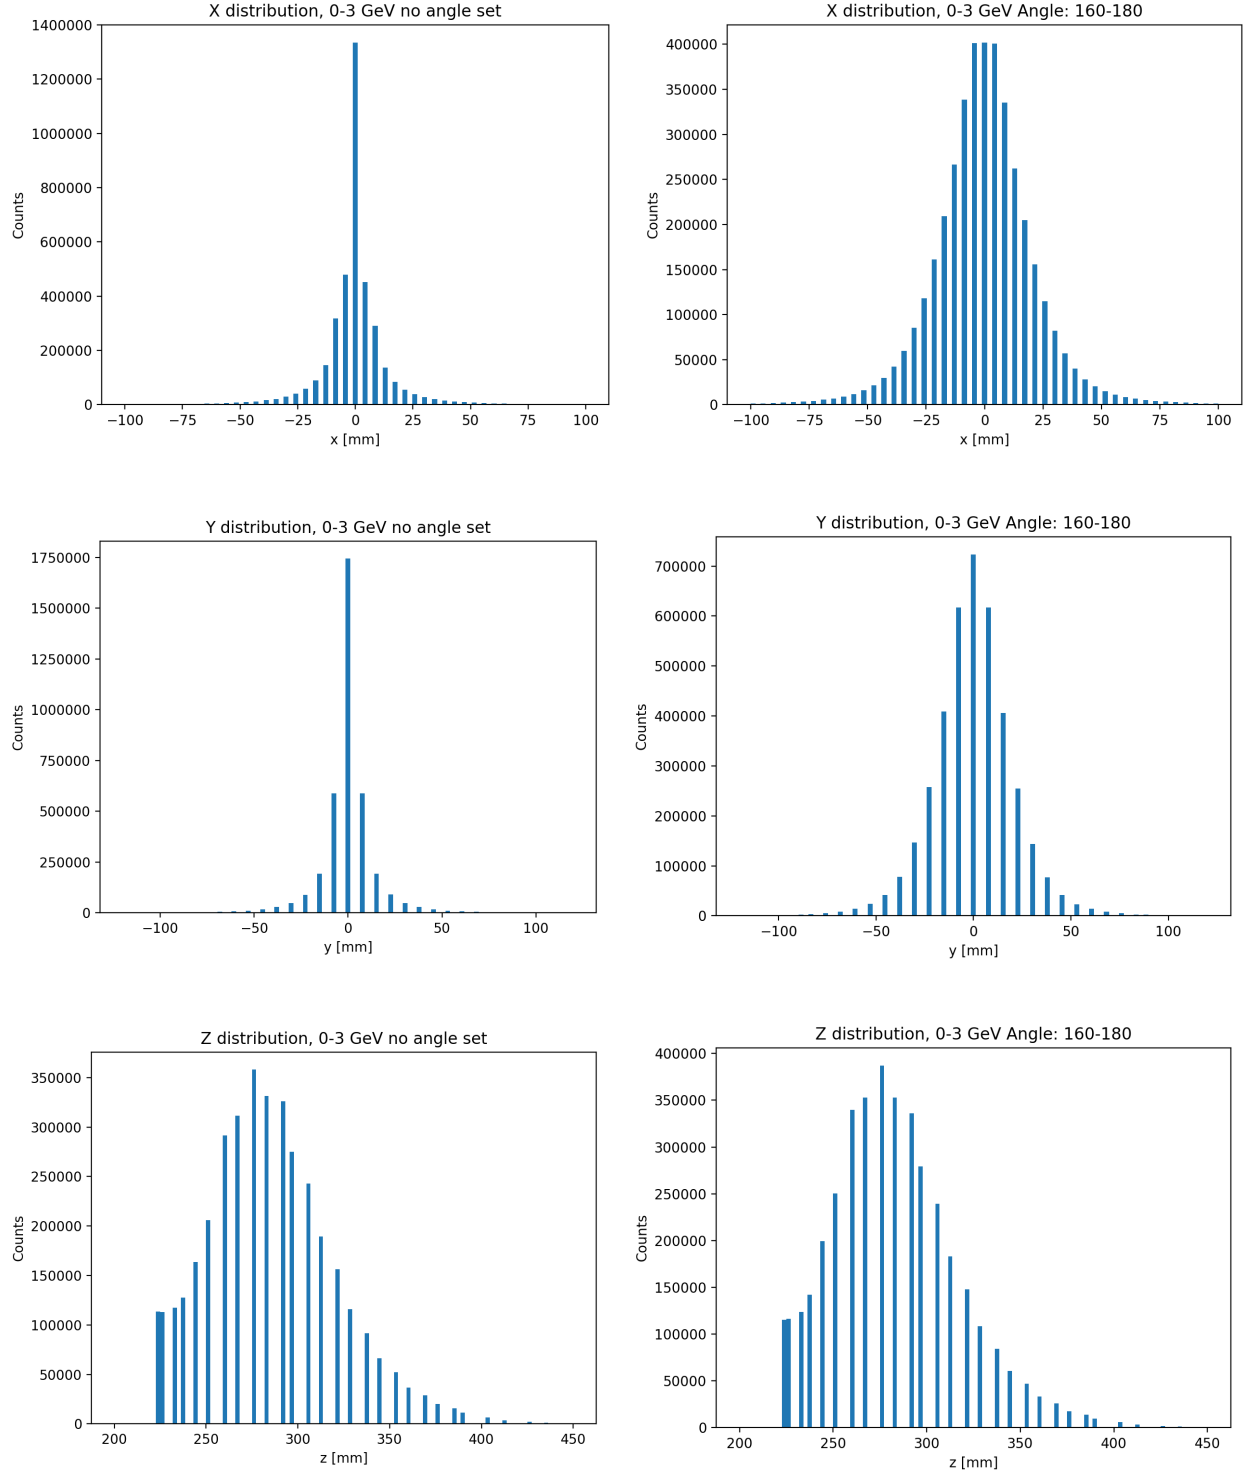 X distribution, 0-3 GeV no angle set
1400000
1200000
1000000
800000
600000
400000
200000
0
Counts
−100 −75 −50 −25 0 25 50 75 100
x [mm]
X distribution, 0-3 GeV Angle: 160-180
400000
350000
300000
250000
200000
150000
100000
50000
0
Counts
−100 −75 −50 −25 0 25 50 75 100
x [mm]
Y distribution, 0-3 GeV no angle set
1750000
1500000
1250000
1000000
750000
500000
250000
0
Counts
−100 −50 0 50 100
y [mm]
Y distribution, 0-3 GeV Angle: 160-180
700000
600000
500000
400000
300000
200000
100000
0
Counts
−100 −50 0 50 100
y [mm]
Z distribution, 0-3 GeV no angle set
350000
300000
250000
200000
150000
100000
50000
0
Counts
200 250 300 350 400 450
z [mm]
Z distribution, 0-3 GeV Angle: 160-180
400000
350000
300000
250000
200000
150000
100000
50000
0
Counts
200 250 300 350 400 450
z [mm]